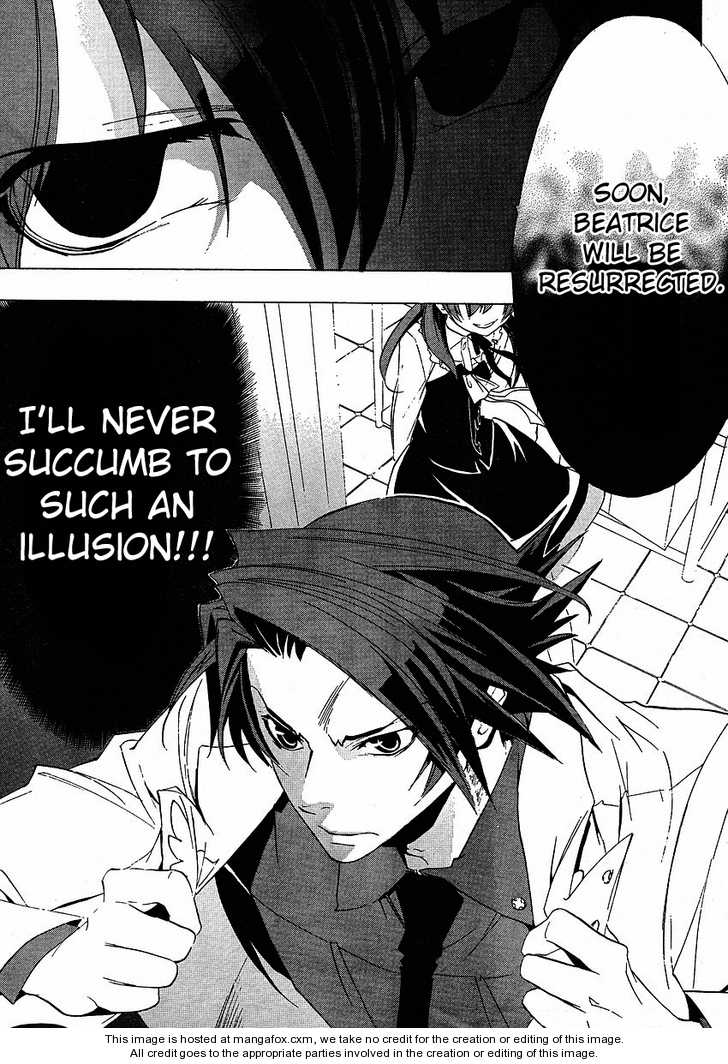 SOON,
BEATRICE
WILL BE
RESURRECTED.
I'LL NEVER
SUCCUMB TO
SUCH AN
ILLUSION!!!
This image is hosted at mangafox.cxm, we take no credit for the creation or editing of this image.
All credit goes to the appropriate parties involved in the creation or editing of this image.